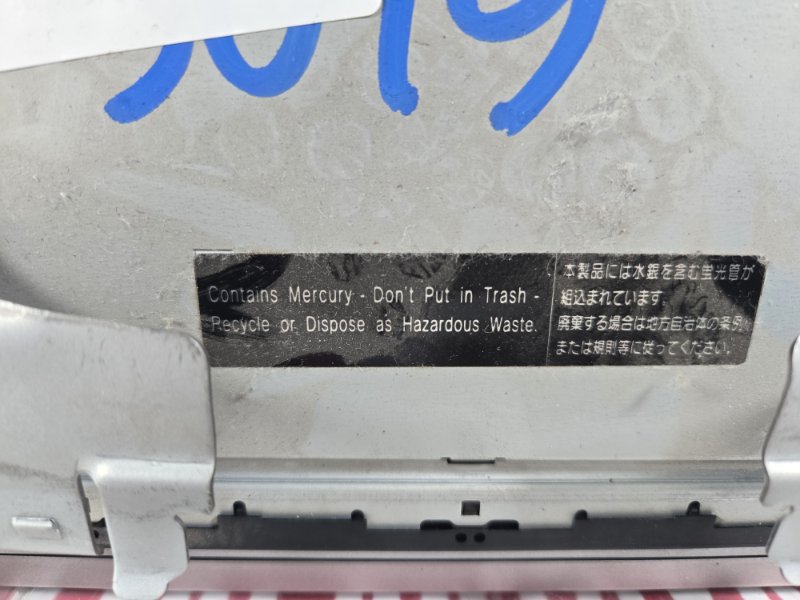 Contains Mercury - Don't Put in Trash -
Recycle or Dispose as Hazardous Waste.
本製品には水銀を含む蛍光管が
組込まれています。
廃棄する場合は地方自治体の条例
または規則等に従ってください。